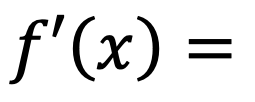 f′(x) =